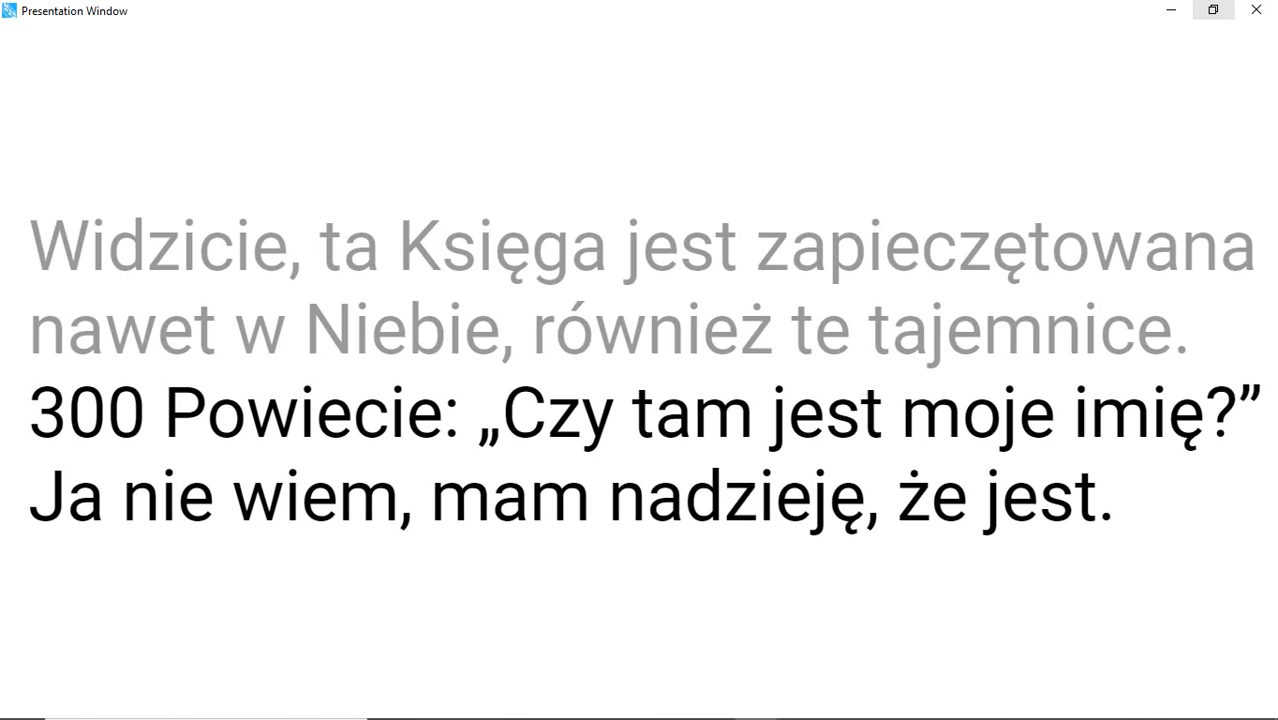 Presentation Window
Widzicie, ta Księga jest zapieczętowana
nawet w Niebie, również te tajemnice.
300 Powiecie: „Czy tam jest moje imię?”
Ja nie wiem, mam nadzieję, że jest.